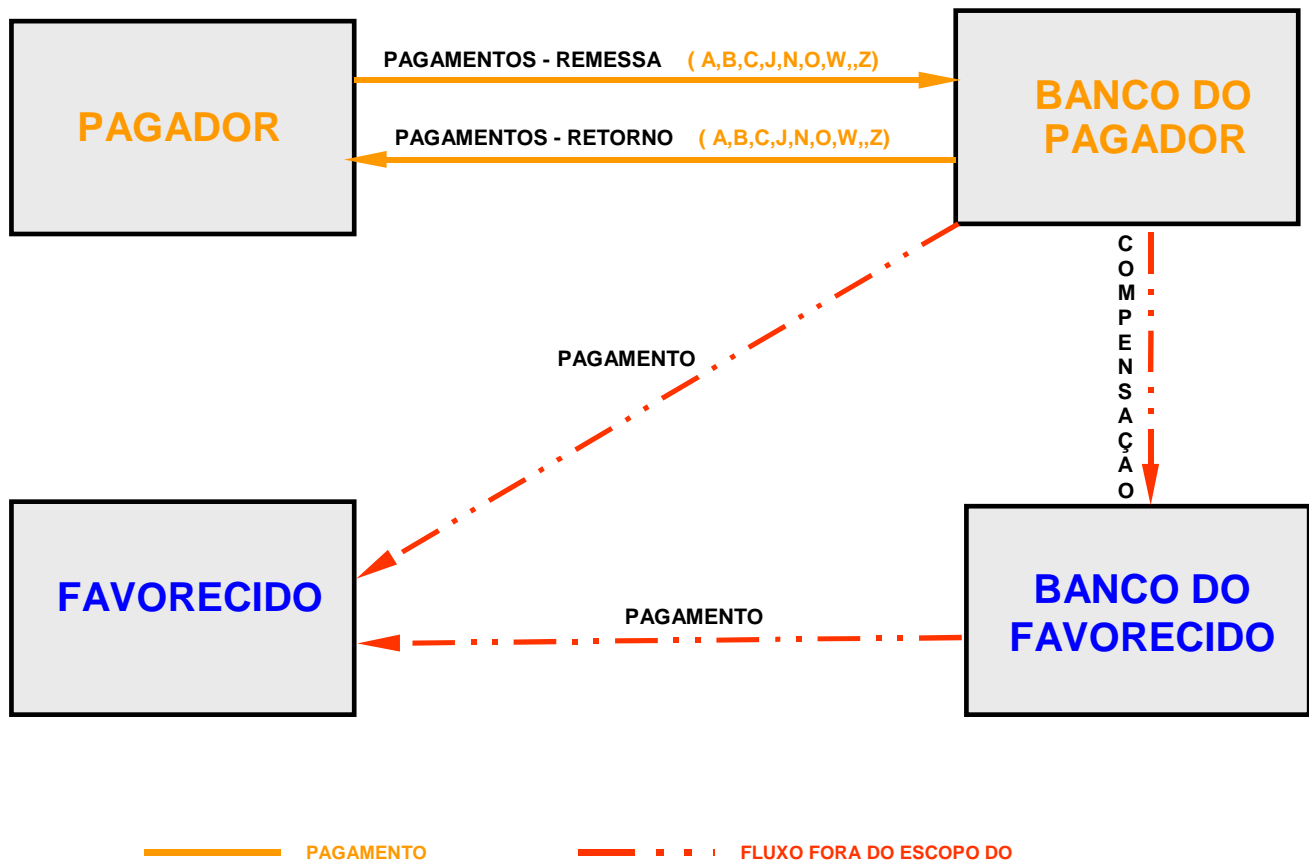 PAGAMENTOS - REMESSA ( A,B,C,J,N,O,W,,Z)
PAGADOR
BANCO DO
PAGADOR
PAGAMENTOS - RETORNO ( A,B,C,J,N,O,W,,Z)
COMPENSAÇAO
PAGAMENTO
FAVORECIDO
PAGAMENTO
BANCO DO
FAVORECIDO
PAGAMENTO
FLUXO FORA DO ESCOPO DO